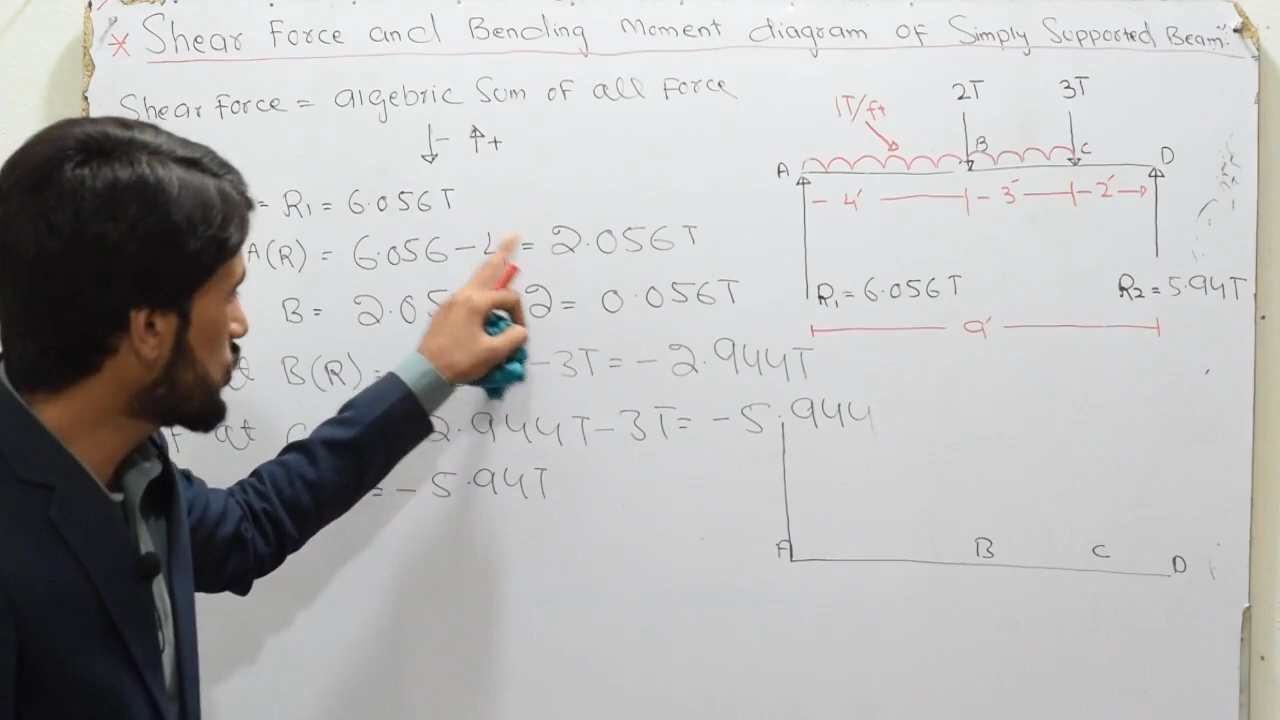 * Shear Force and Bending Moment diagram of Simply Supported Beam:
Shear force = algebric Sum of all Force
↓- ↑+
= R1 = 6.056T
A(R) = 6.056 - 4 = 2.056T
B = 2.05 2 = 0.056T
at B(R) = - 3T = - 2.944T
at 2.944T - 3T = - 5.944
= - 5.94T
2T 3T
1T/ft
A B C D
4' 3' 2'
R1 = 6.056T R2 = 5.94T
9'
A B C D